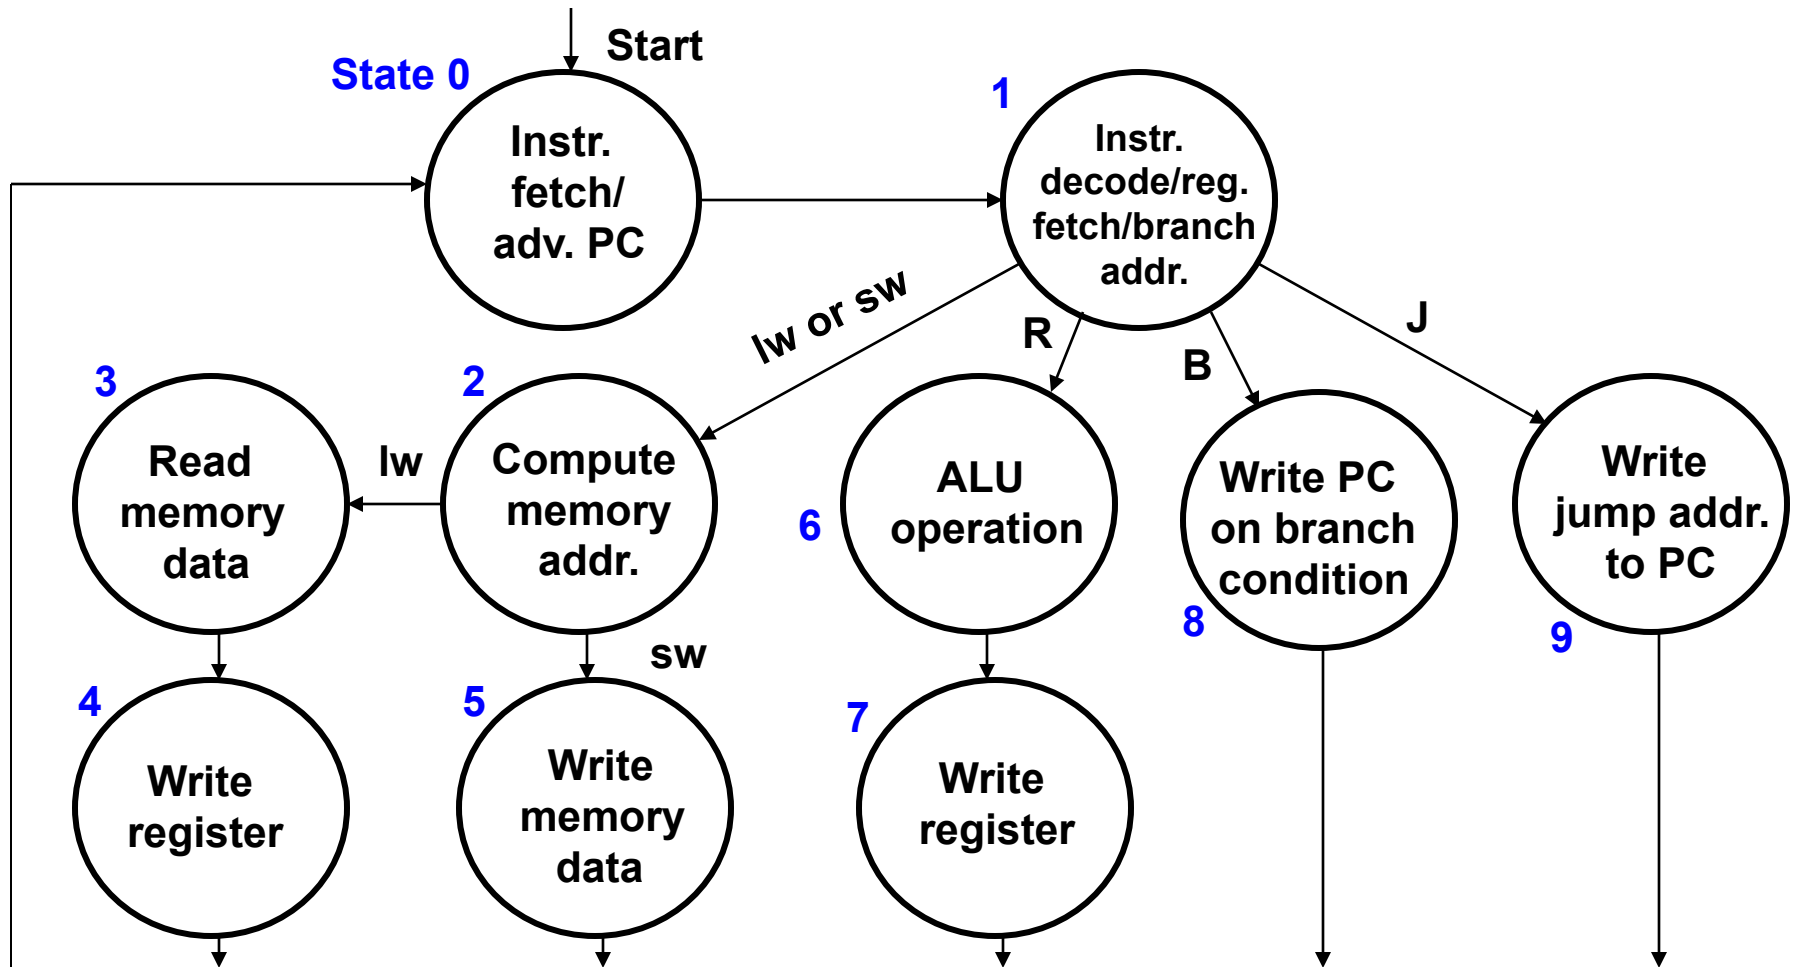 Start
State 0
Instr.
fetch/
adv. PC
1
Instr.
decode/reg.
fetch/branch
addr.
lw or sw
R
B
J
3
Read
memory
data
lw
2
Compute
memory
addr.
sw
6
ALU
operation
Write PC
on branch
condition
8
Write
jump addr.
to PC
9
4
Write
register
5
Write
memory
data
7
Write
register